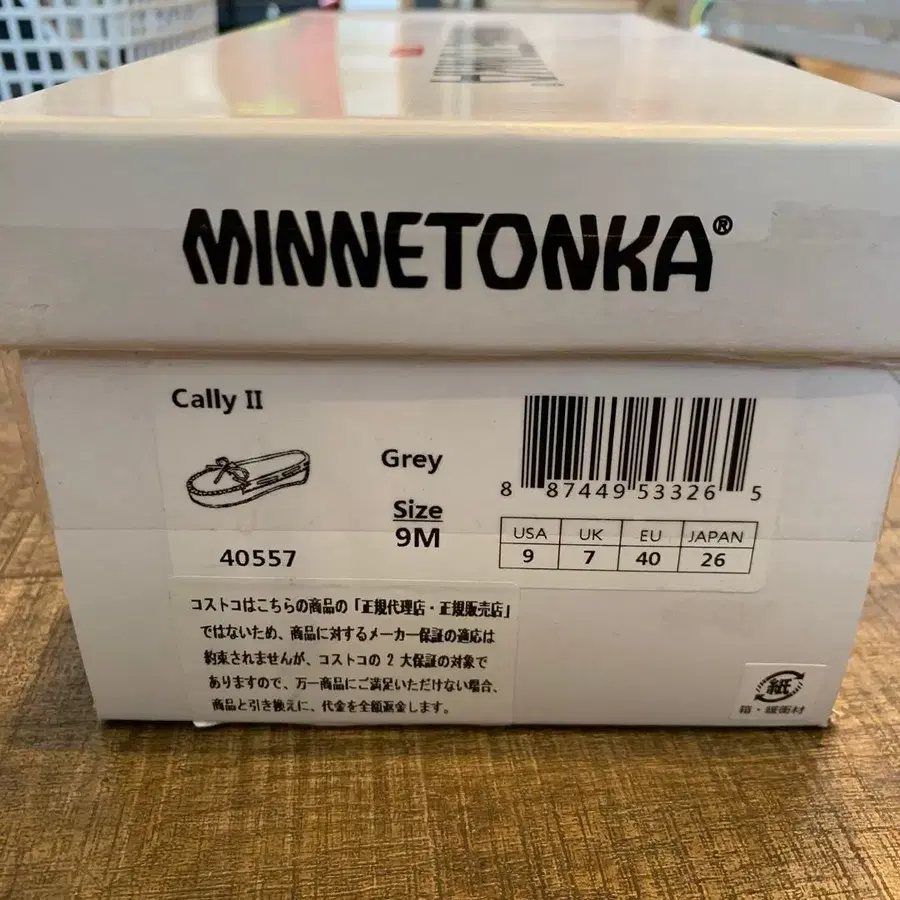 MINNETONKA®
Cally II
Grey
Size
9M
40557
8 87449 53326 5
USA UK EU JAPAN
9 7 40 26
コストコはこちらの商品の「正規代理店・正規販売店」
ではないため、商品に対するメーカー保証の適応は
約束されませんが、コストコの 2 大保証の対象で
ありますので、万一商品にご満足いただけない場合、
商品と引き換えに、代金を全額返金します。
紙
箱・緩衝材